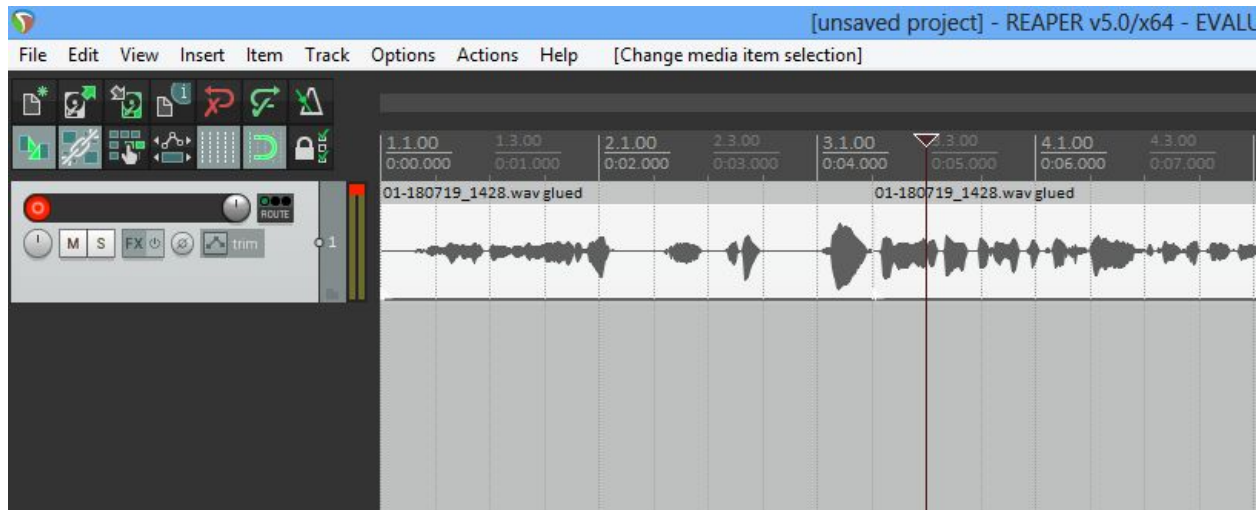 [unsaved project] - REAPER v5.0/x64 - EVALU
File Edit View Insert Item Track Options Actions Help [Change media item selection]
1.1.00 1.3.00 2.1.00 2.3.00 3.1.00 3.3.00 4.1.00 4.3.00
0:00.000 0:01.000 0:02.000 0:03.000 0:04.000 0:05.000 0:06.000 0:07.000
01-180719_1428.wav glued 01-180719_1428.wav glued
ROUTE
M S FX trim 1